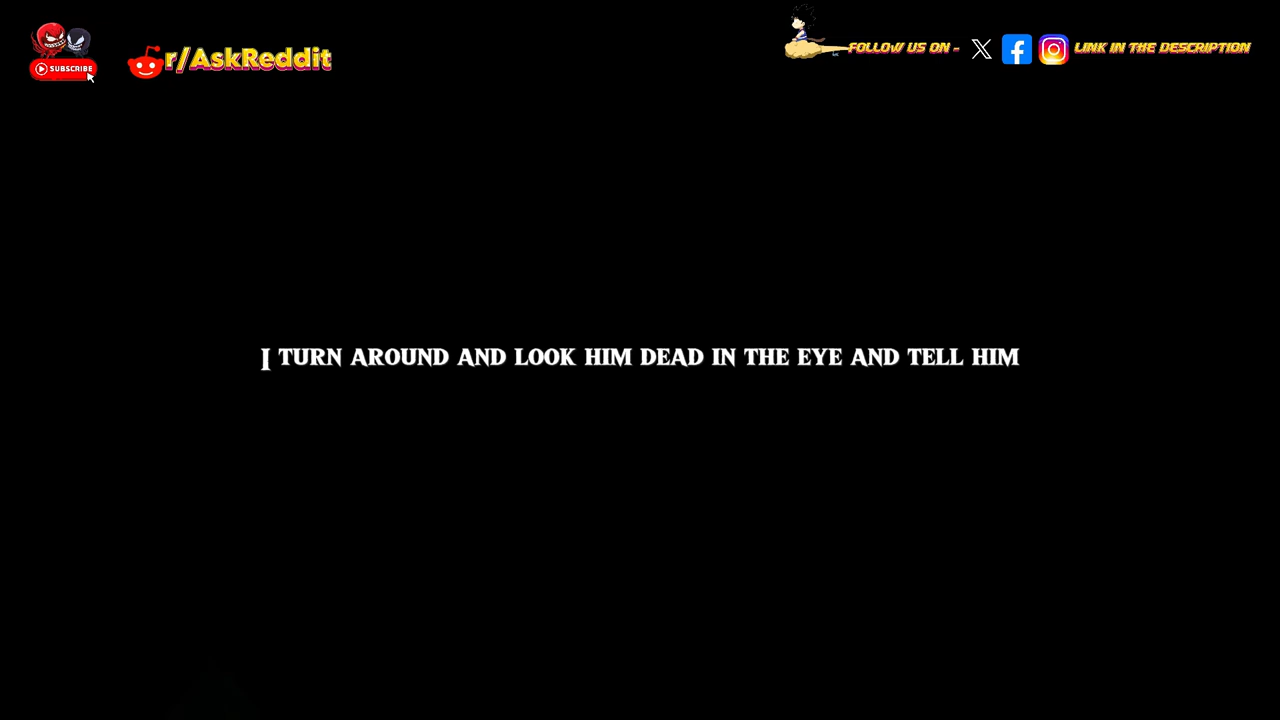 SUBSCRIBE
r/AskReddit
FOLLOW US ON -
LINK IN THE DESCRIPTION
I TURN AROUND AND LOOK HIM DEAD IN THE EYE AND TELL HIM